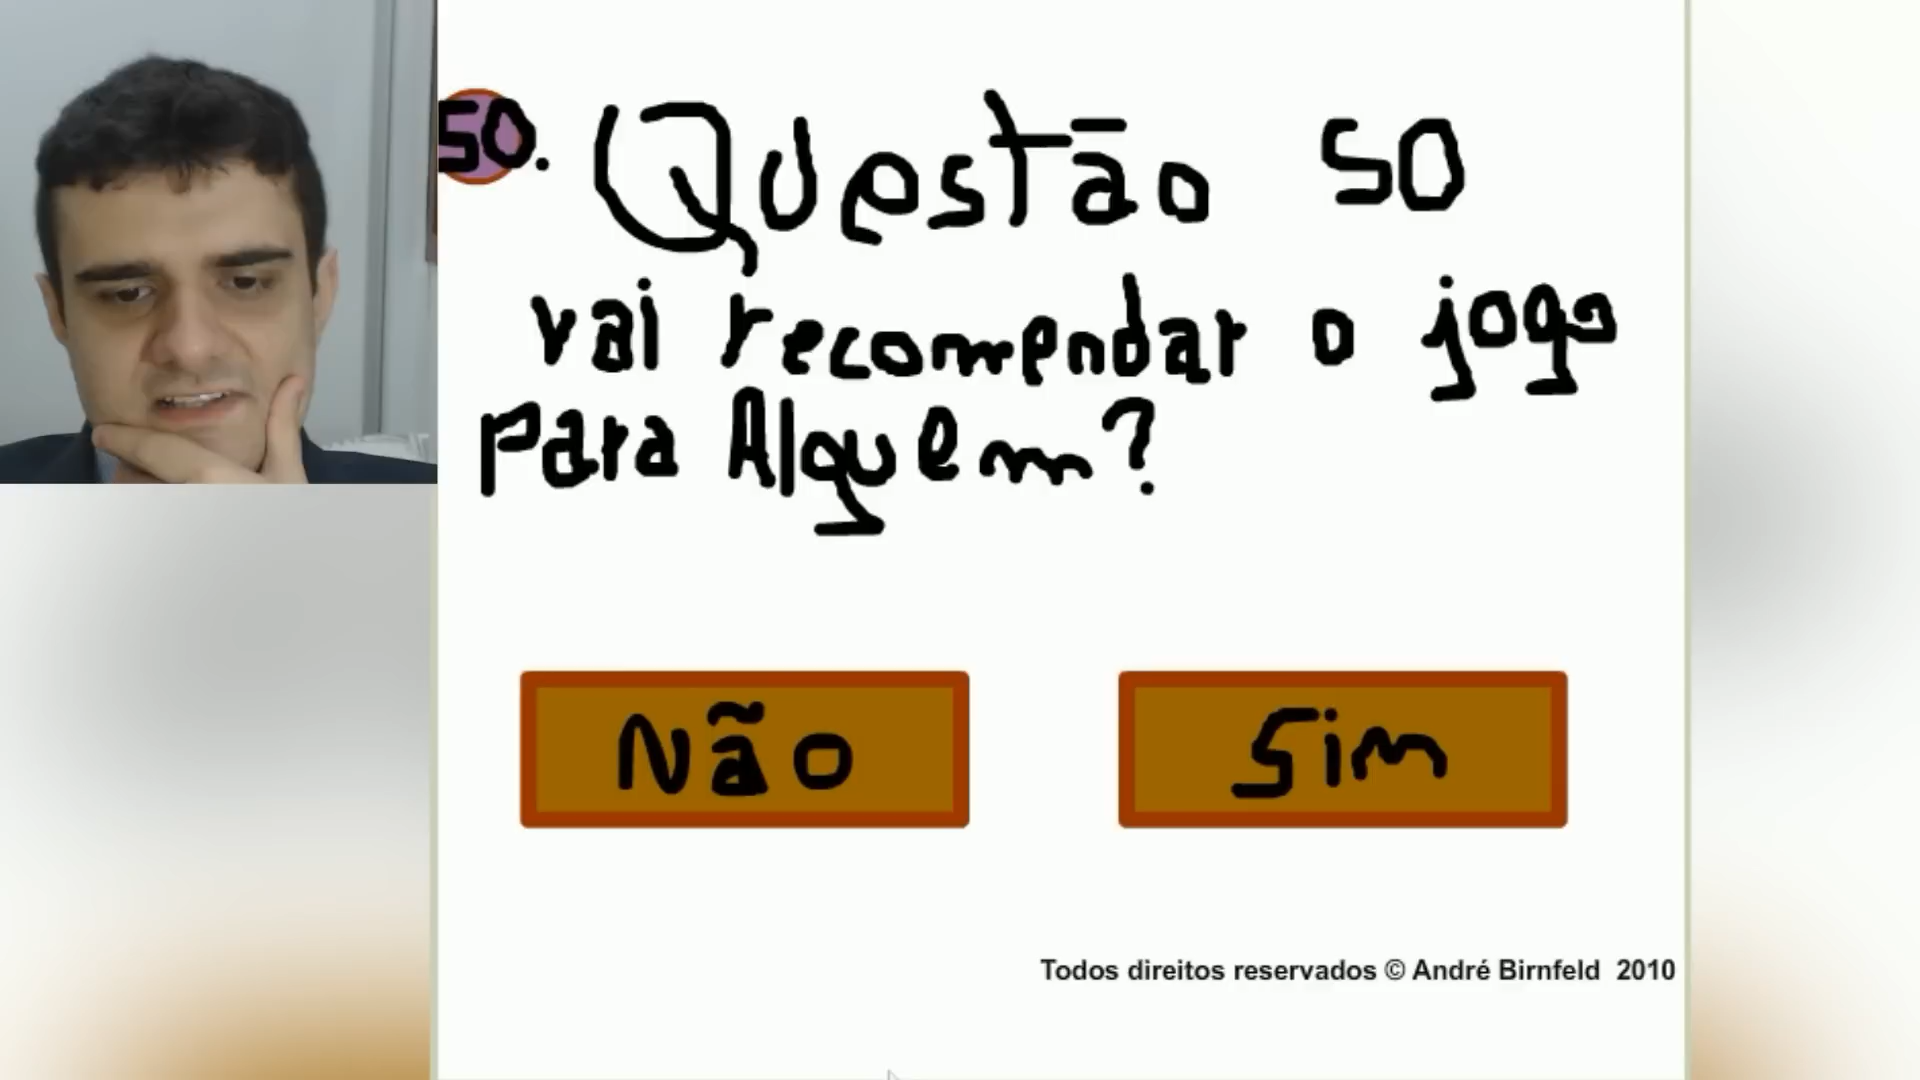 50. Questão 50
vai recomendar o jogo
para Alguem?
Não
Sim
Todos direitos reservados © André Birnfeld 2010